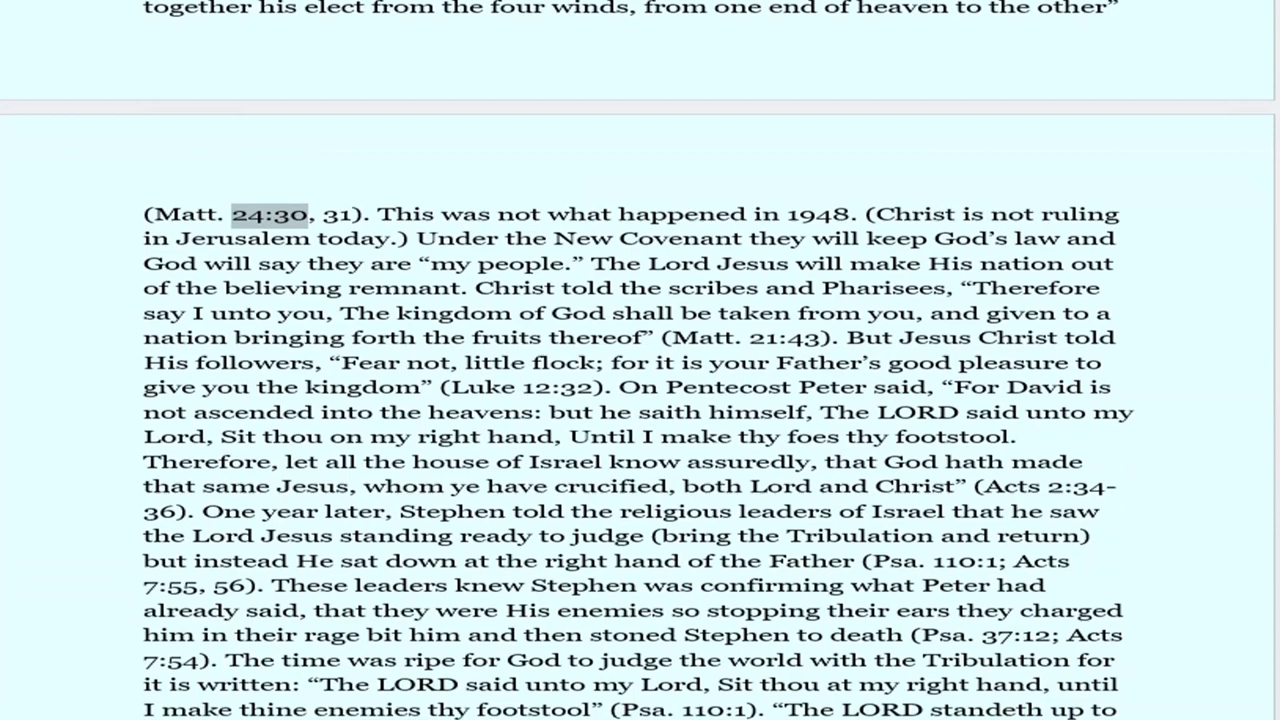 together his elect from the four winds, from one end of heaven to the other”
(Matt. 24:30, 31). This was not what happened in 1948. (Christ is not ruling
in Jerusalem today.) Under the New Covenant they will keep God’s law and
God will say they are “my people.” The Lord Jesus will make His nation out
of the believing remnant. Christ told the scribes and Pharisees, “Therefore
say I unto you, The kingdom of God shall be taken from you, and given to a
nation bringing forth the fruits thereof” (Matt. 21:43). But Jesus Christ told
His followers, “Fear not, little flock; for it is your Father’s good pleasure to
give you the kingdom” (Luke 12:32). On Pentecost Peter said, “For David is
not ascended into the heavens: but he saith himself, The LORD said unto my
Lord, Sit thou on my right hand, Until I make thy foes thy footstool.
Therefore, let all the house of Israel know assuredly, that God hath made
that same Jesus, whom ye have crucified, both Lord and Christ” (Acts 2:34-
36). One year later, Stephen told the religious leaders of Israel that he saw
the Lord Jesus standing ready to judge (bring the Tribulation and return)
but instead He sat down at the right hand of the Father (Psa. 110:1; Acts
7:55, 56). These leaders knew Stephen was confirming what Peter had
already said, that they were His enemies so stopping their ears they charged
him in their rage bit him and then stoned Stephen to death (Psa. 37:12; Acts
7:54). The time was ripe for God to judge the world with the Tribulation for
it is written: “The LORD said unto my Lord, Sit thou at my right hand, until
I make thine enemies thy footstool” (Psa. 110:1). “The LORD standeth up to